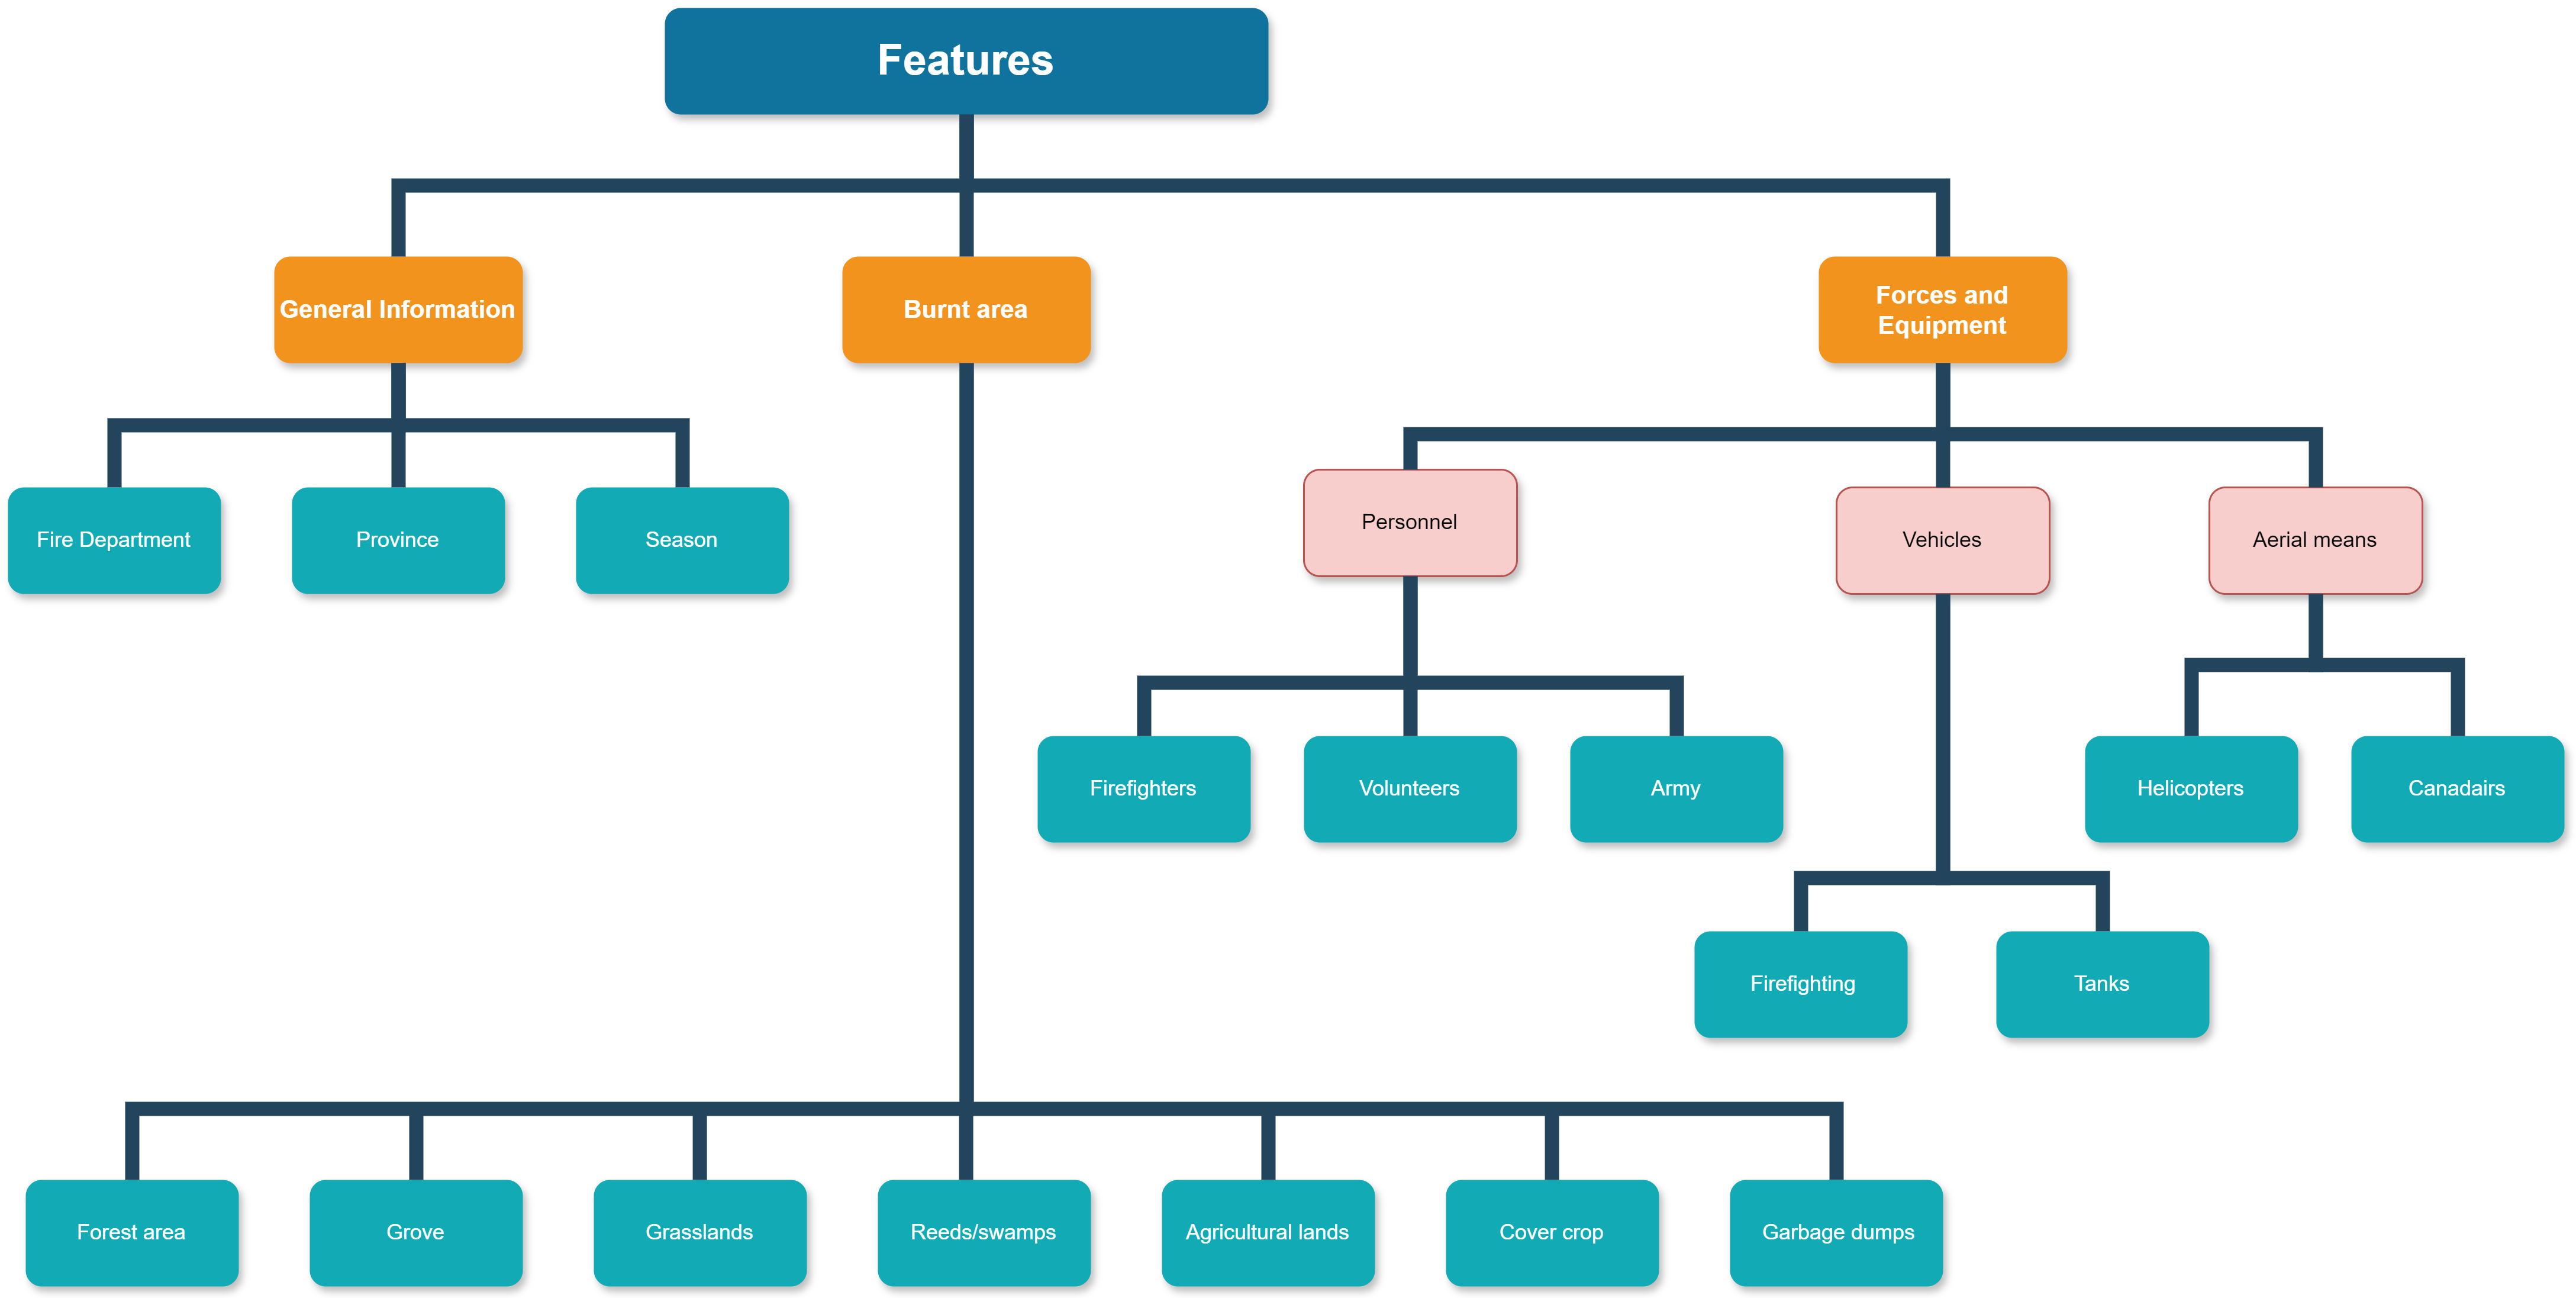 Features
General Information
Burnt area
Forces and
Equipment
Fire Department
Province
Season
Personnel
Vehicles
Aerial means
Firefighters
Volunteers
Army
Helicopters
Canadairs
Firefighting
Tanks
Forest area
Grove
Grasslands
Reeds/swamps
Agricultural lands
Cover crop
Garbage dumps